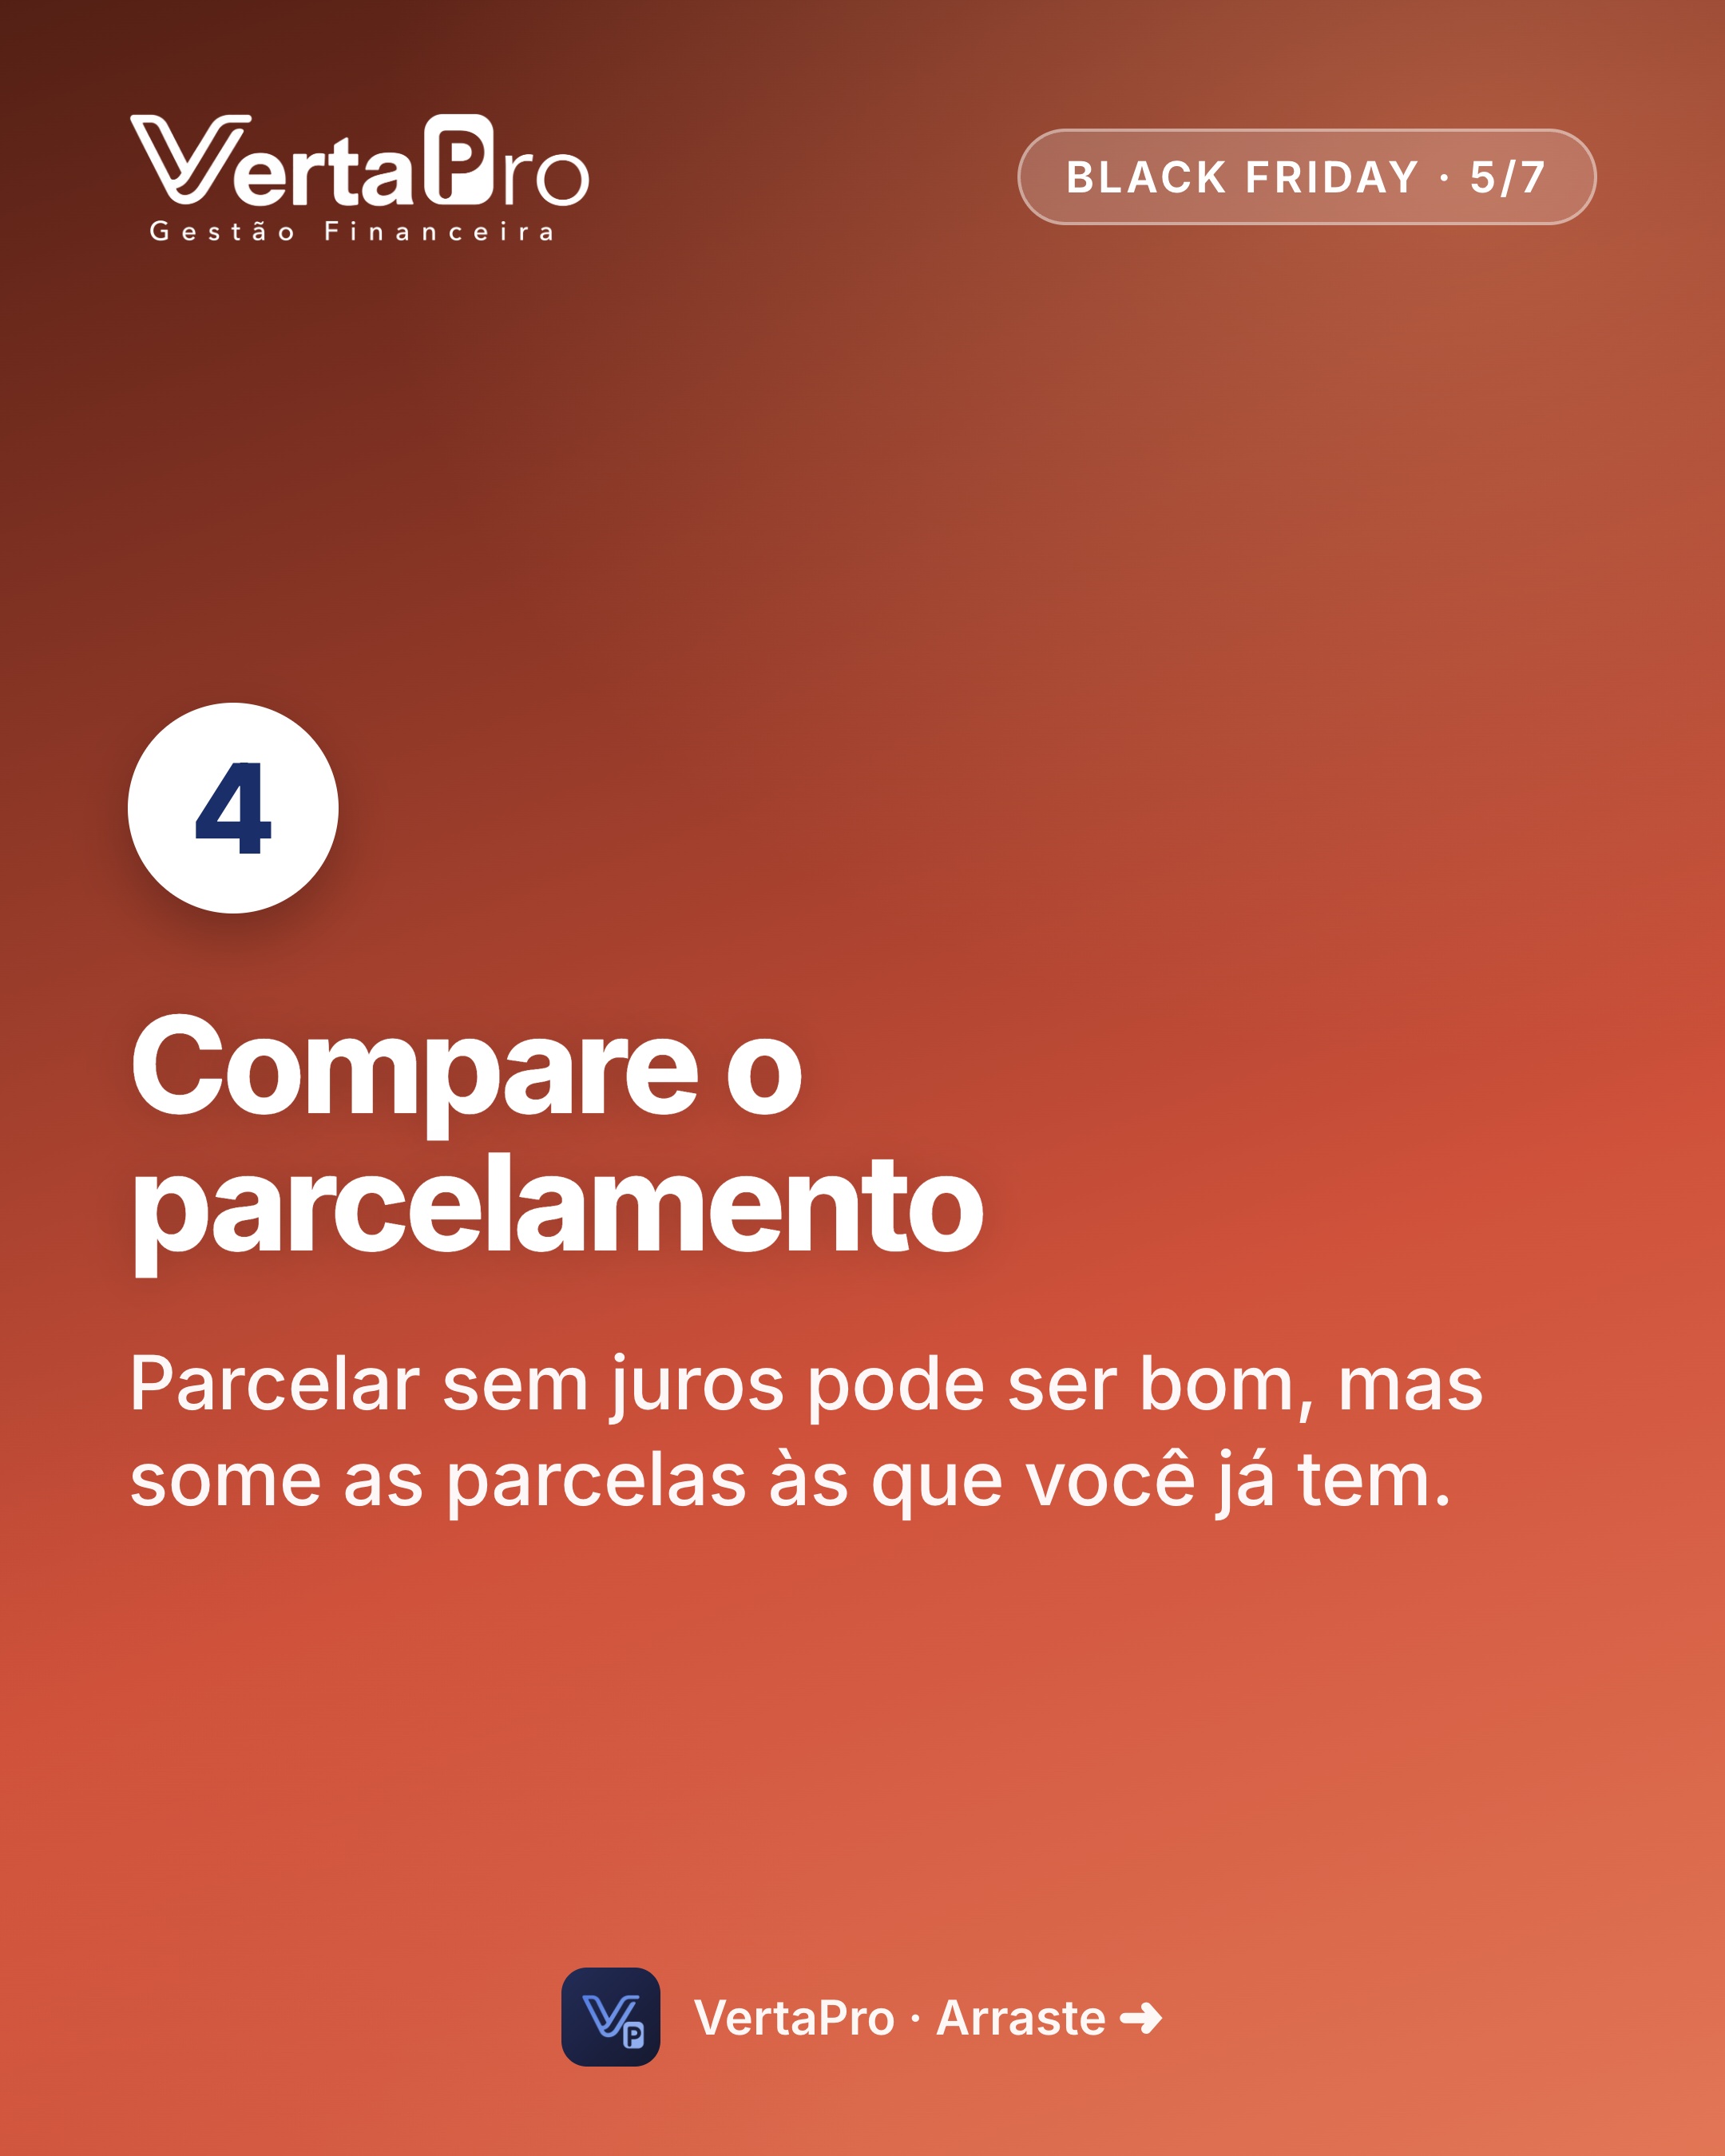 VertaPro
Gestão Financeira
BLACK FRIDAY · 5/7
4
Compare o
parcelamento
Parcelar sem juros pode ser bom, mas
some as parcelas às que você já tem.
VP
VertaPro · Arraste →